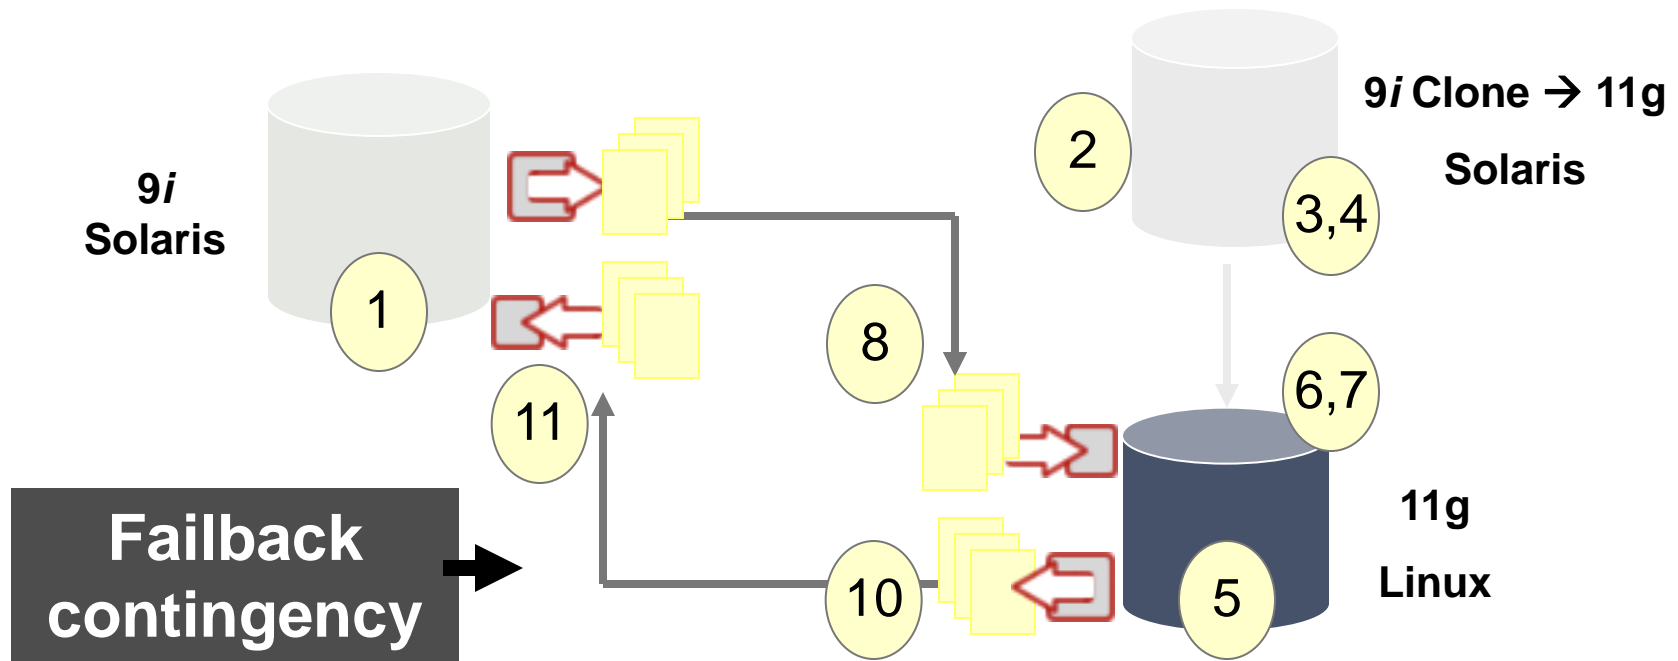 9i Clone → 11g
Solaris
2
3,4
9i
Solaris
1
8
6,7
11
11g
Linux
Failback
contingency
10
5